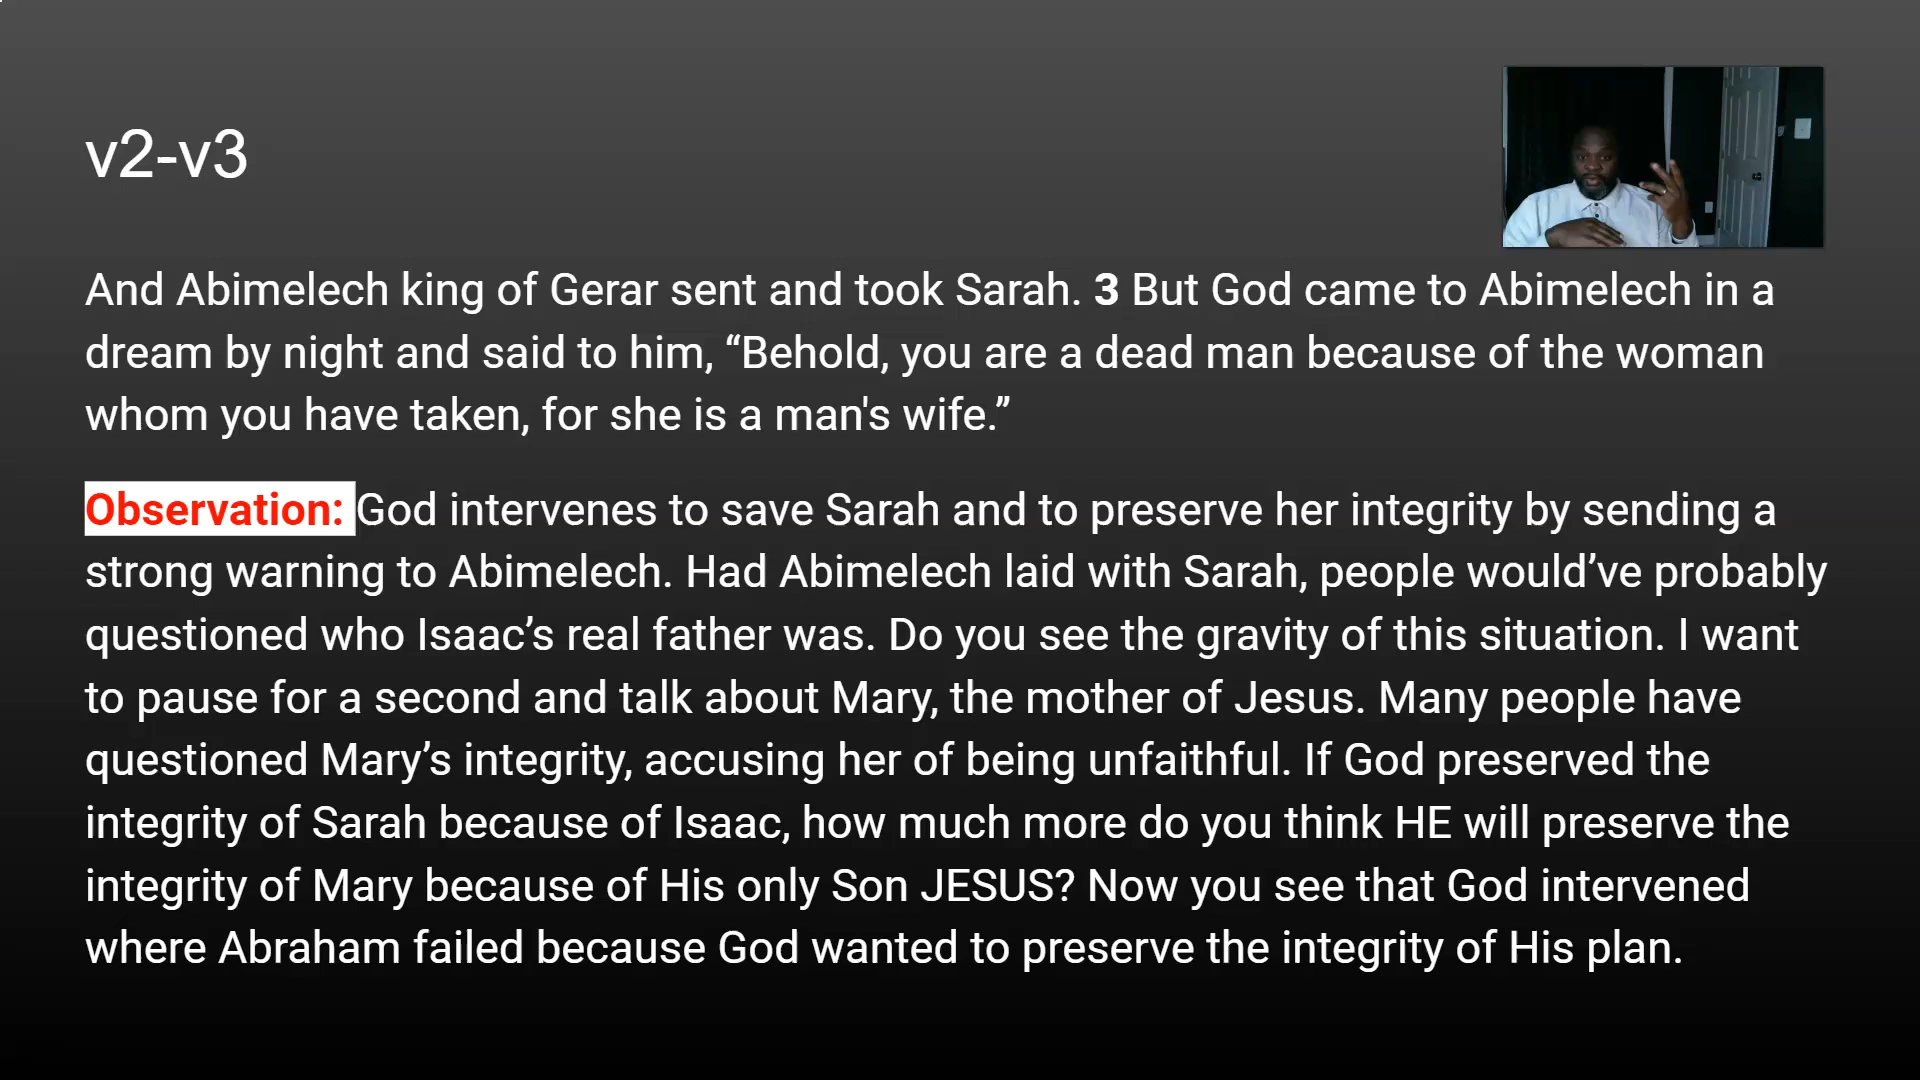 v2-v3
And Abimelech king of Gerar sent and took Sarah. 3 But God came to Abimelech in a
dream by night and said to him, “Behold, you are a dead man because of the woman
whom you have taken, for she is a man's wife.”
Observation: God intervenes to save Sarah and to preserve her integrity by sending a
strong warning to Abimelech. Had Abimelech laid with Sarah, people would’ve probably
questioned who Isaac’s real father was. Do you see the gravity of this situation. I want
to pause for a second and talk about Mary, the mother of Jesus. Many people have
questioned Mary’s integrity, accusing her of being unfaithful. If God preserved the
integrity of Sarah because of Isaac, how much more do you think HE will preserve the
integrity of Mary because of His only Son JESUS? Now you see that God intervened
where Abraham failed because God wanted to preserve the integrity of His plan.